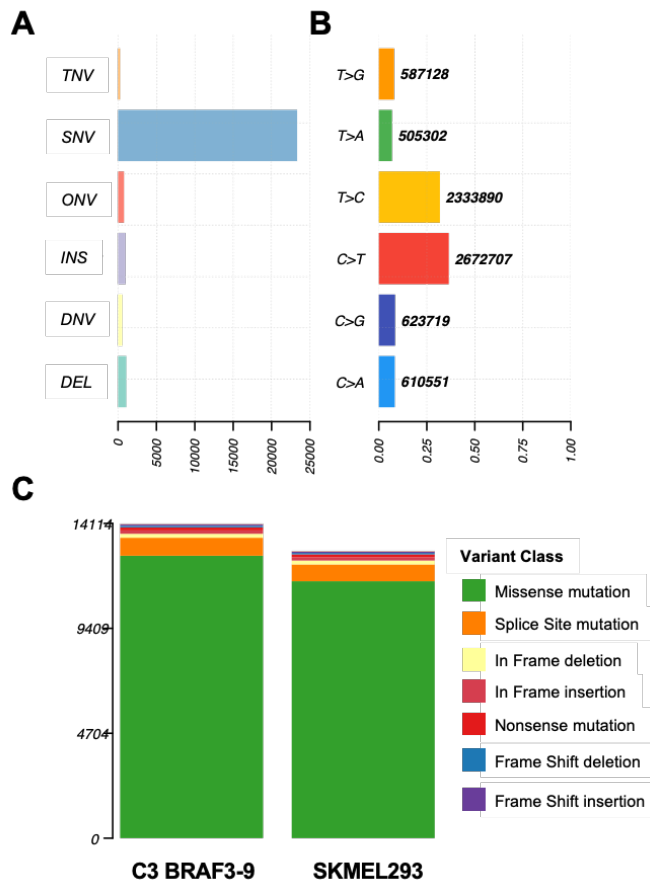 A
TNV
SNV
ONV
INS
DNV
DEL
0
5000
10000
15000
20000
25000
B
T>G
587128
T>A
505302
T>C
2333890
C>T
2672707
C>G
623719
C>A
610551
0.00
0.25
0.50
0.75
1.00
C
14114
9409
4704
0
C3 BRAF3-9
SKMEL293
Variant Class
Missense mutation
Splice Site mutation
In Frame deletion
In Frame insertion
Nonsense mutation
Frame Shift deletion
Frame Shift insertion